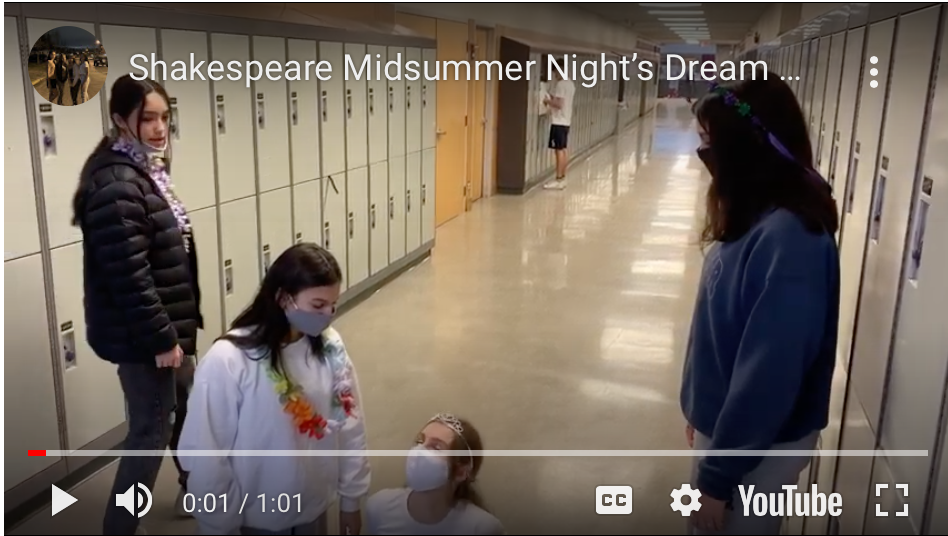 Shakespeare Midsummer Night’s Dream ...
0:01 / 1:01
CC
YouTube